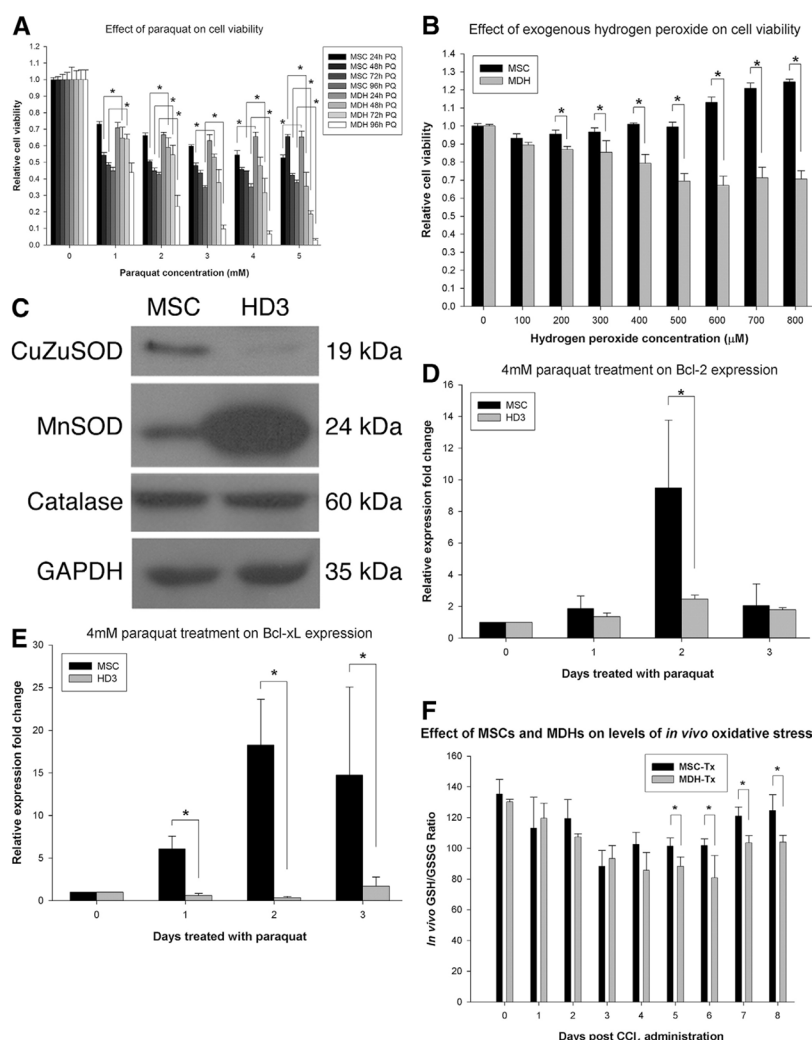 A
Effect of paraquat on cell viability
Relative cell viability
1.2
1.1
1.0
0.9
0.8
0.7
0.6
0.5
0.4
0.3
0.2
0.1
0.0
* * * * * * * * * * *
MSC 24h PQ
MSC 48h PQ
MSC 72h PQ
MSC 96h PQ
MDH 24h PQ
MDH 48h PQ
MDH 72h PQ
MDH 96h PQ
0 1 2 3 4 5
Paraquat concentration (mM)
B
Effect of exogenous hydrogen peroxide on cell viability
Relative cell viability
1.4
1.3
1.2
1.1
1.0
0.9
0.8
0.7
0.6
0.5
0.4
0.3
0.2
0.1
0.0
MSC
MDH
* * * * * * *
0 100 200 300 400 500 600 700 800
Hydrogen peroxide concentration (μM)
C
MSC HD3
CuZuSOD 19 kDa
MnSOD 24 kDa
Catalase 60 kDa
GAPDH 35 kDa
D
4mM paraquat treatment on Bcl-2 expression
Relative expression fold change
16
14
12
10
8
6
4
2
0
MSC
HD3
*
0 1 2 3
Days treated with paraquat
E
4mM paraquat treatment on Bcl-xL expression
Relative expression fold change
30
25
20
15
10
5
0
MSC
HD3
* * *
0 1 2 3
Days treated with paraquat
F
Effect of MSCs and MDHs on levels of in vivo oxidative stress
In vivo GSH/GSSG Ratio
160
140
120
100
80
60
40
20
0
MSC-Tx
MDH-Tx
* * * *
0 1 2 3 4 5 6 7 8
Days post CCl, administration